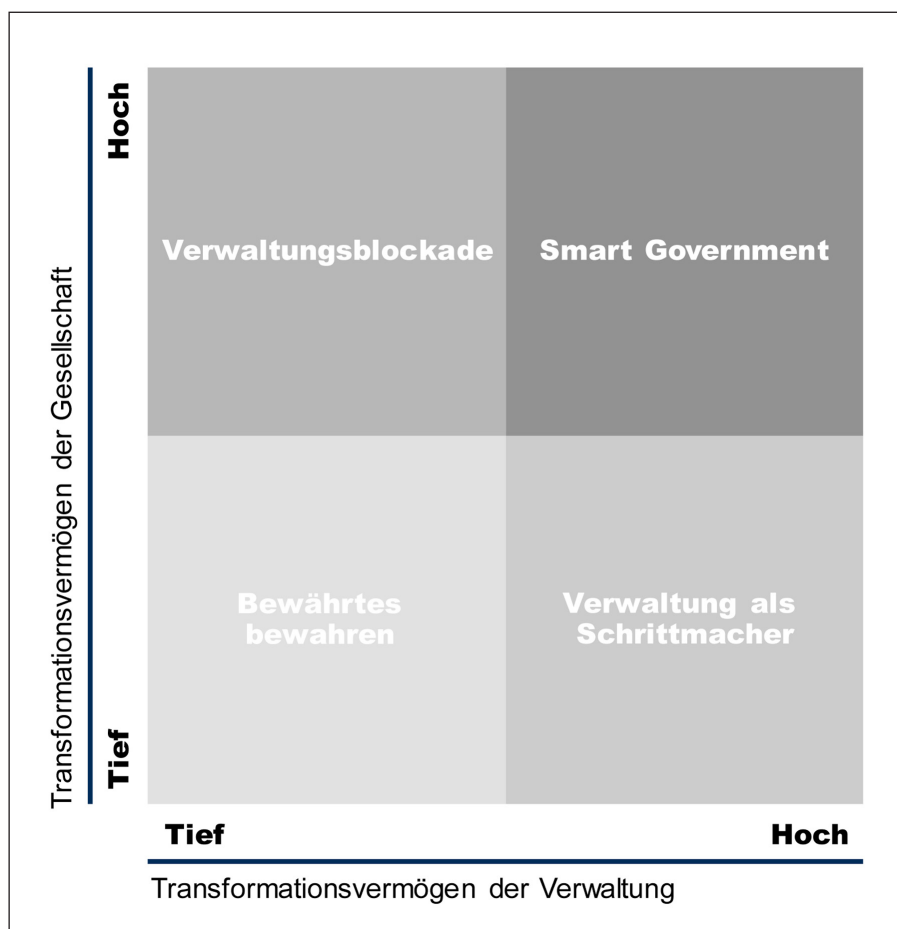 Hoch
Transformationsvermögen der Gesellschaft
Tief
Verwaltungsblockade
Smart Government
Bewährtes
bewahren
Verwaltung als
Schrittmacher
Tief
Hoch
Transformationsvermögen der Verwaltung